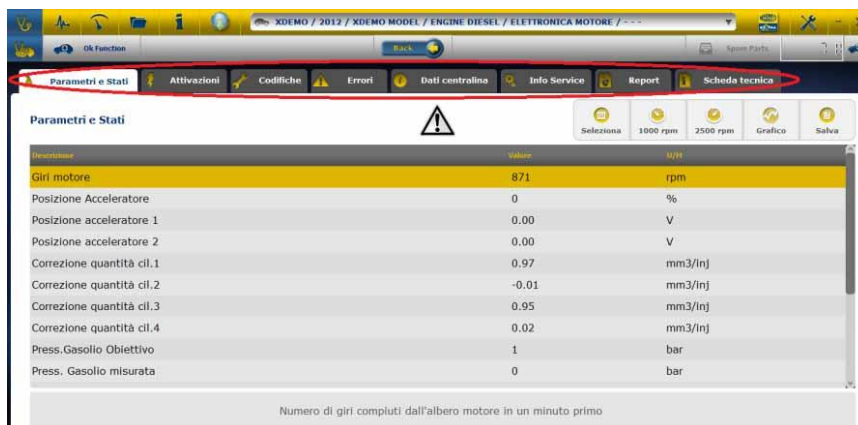 XDEMO / 2012 / XDEMO MODEL / ENGINE DIESEL / ELETTRONICA MOTORE / - - -
Ok Function Back Spare Parts
Parametri e Stati Attivazioni Codifiche Errori Dati centralina Info Service Report Scheda tecnica
Parametri e Stati Seleziona 1000 rpm 2500 rpm Grafico Salva
Descrizione Valore U/M
Giri motore 871 rpm
Posizione Acceleratore 0 %
Posizione acceleratore 1 0.00 V
Posizione acceleratore 2 0.00 V
Correzione quantità cil.1 0.97 mm3/inj
Correzione quantità cil.2 -0.01 mm3/inj
Correzione quantità cil.3 0.95 mm3/inj
Correzione quantità cil.4 0.02 mm3/inj
Press.Gasolio Obiettivo 1 bar
Press. Gasolio misurata 0 bar
Numero di giri compiuti dall'albero motore in un minuto primo